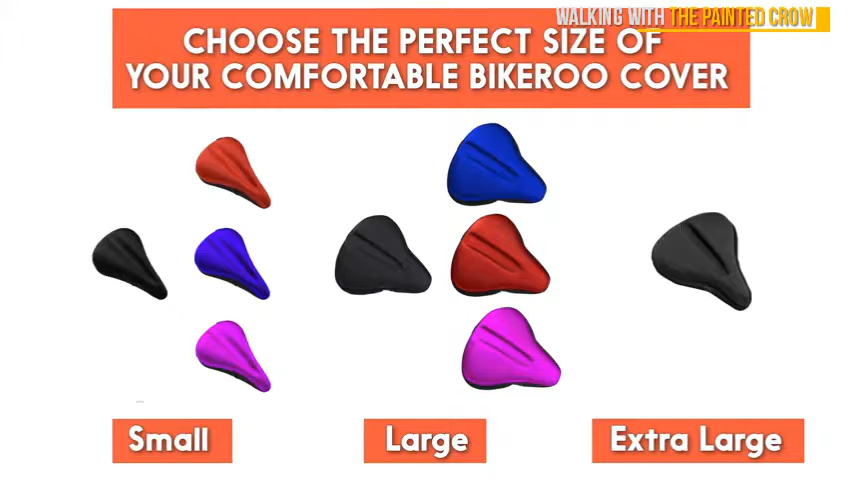 WALKING WITH THE PAINTED CROW
CHOOSE THE PERFECT SIZE OF
YOUR COMFORTABLE BIKEROO COVER
Small
Large
Extra Large